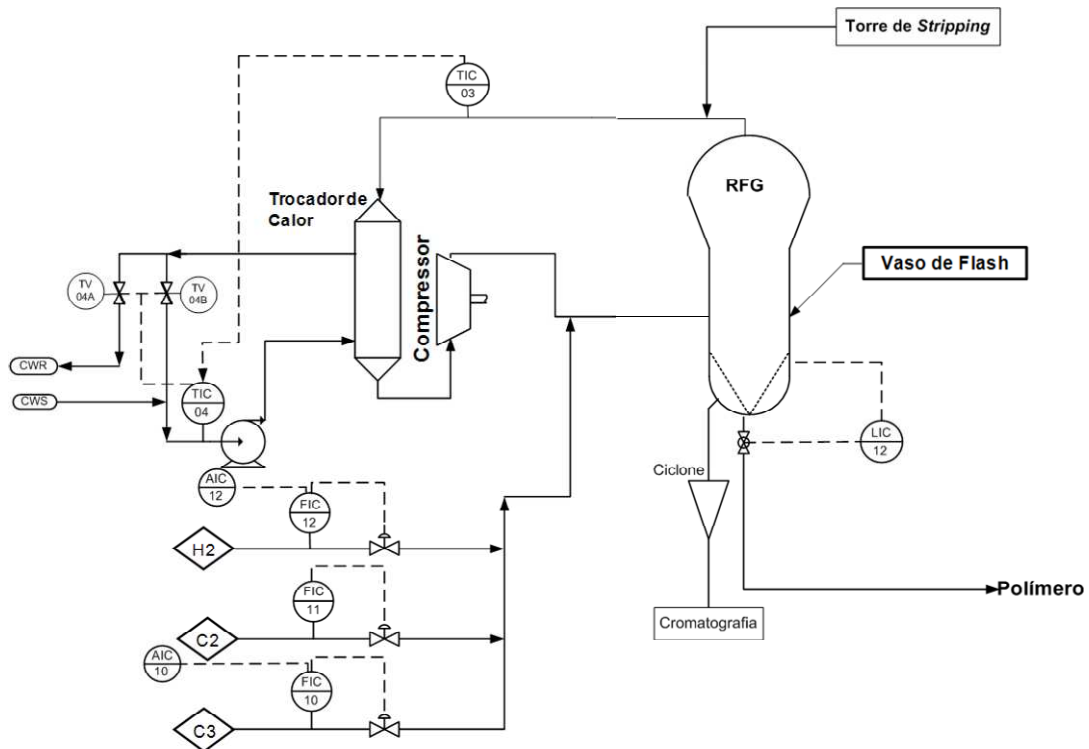 Torre de Stripping
TIC
03
RFG
Trocador de
Calor
Compressor
Vaso de Flash
TV
04A
TV
04B
CWR
CWS
TIC
04
LIC
12
Ciclone
AIC
12
FIC
12
H2
FIC
11
C2
Polímero
Cromatografia
AIC
10
FIC
10
C3